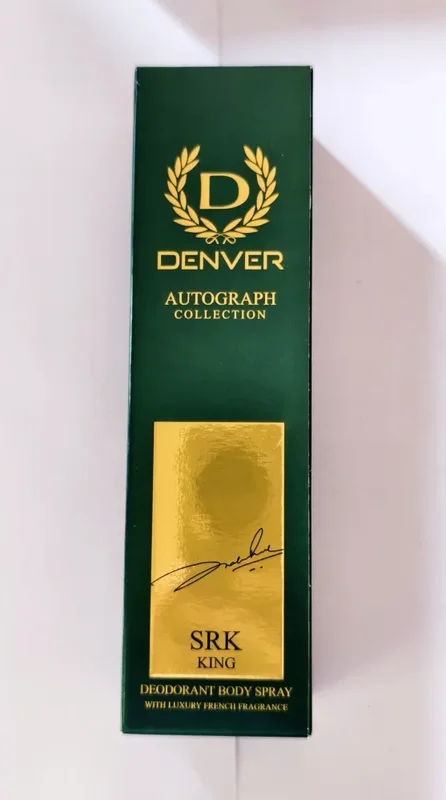 D
DENVER
AUTOGRAPH
COLLECTION
SRK
KING
DEODORANT BODY SPRAY
WITH LUXURY FRENCH FRAGRANCE